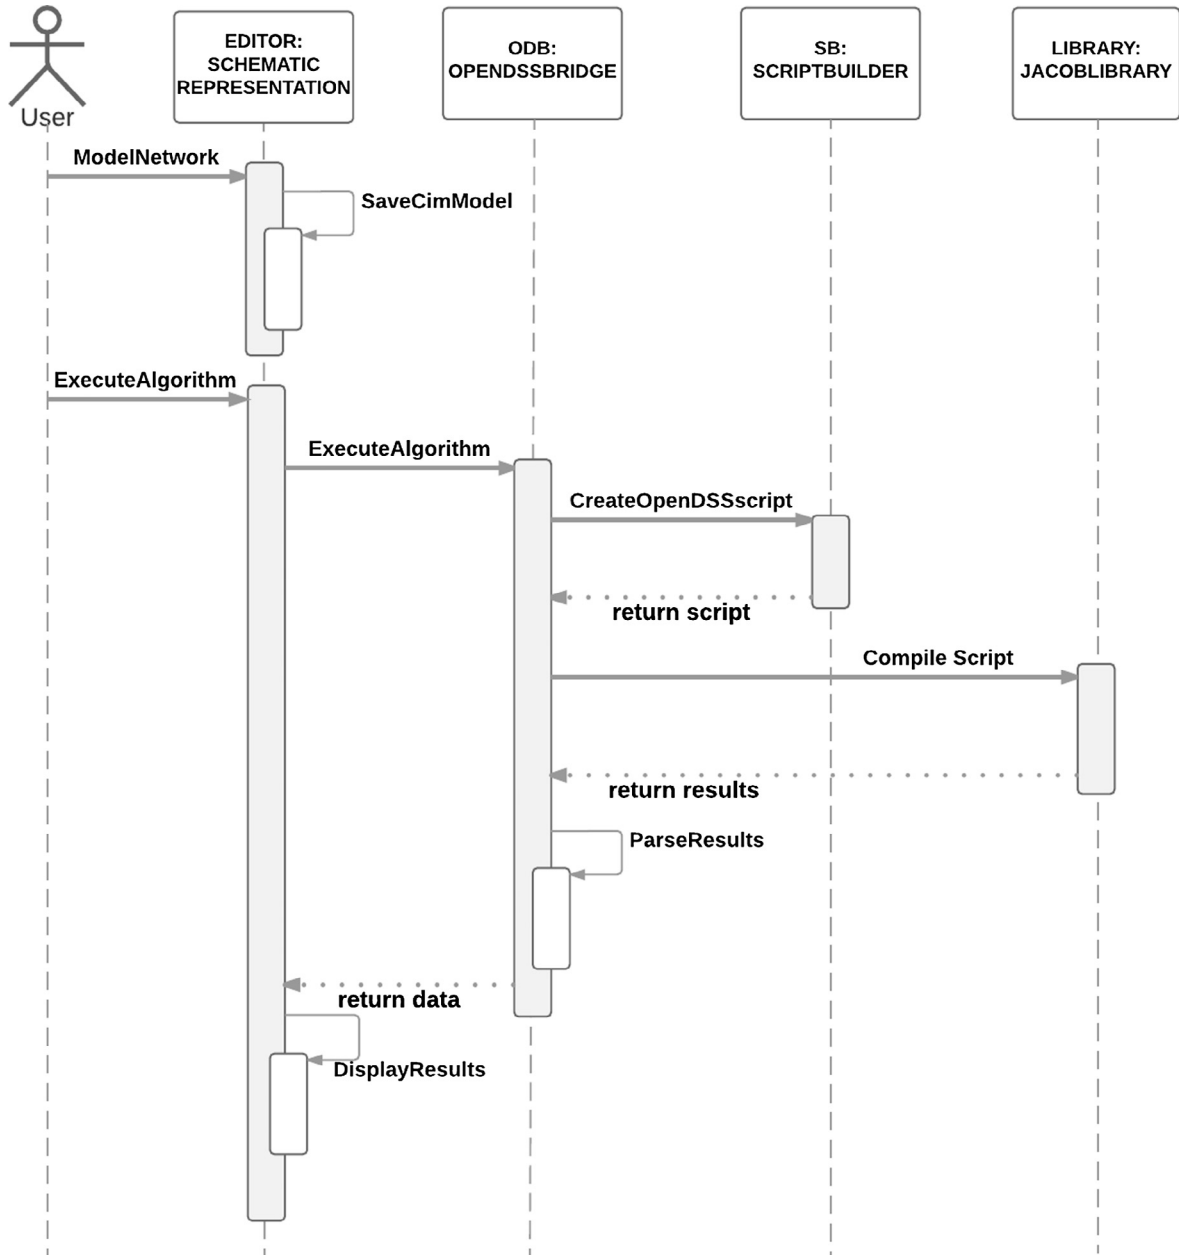 User
EDITOR:
SCHEMATIC
REPRESENTATION
ODB:
OPENDSSBRIDGE
SB:
SCRIPTBUILDER
LIBRARY:
JACOBLIBRARY
ModelNetwork
SaveCimModel
ExecuteAlgorithm
ExecuteAlgorithm
CreateOpenDSSscript
return script
Compile Script
return results
ParseResults
return data
DisplayResults